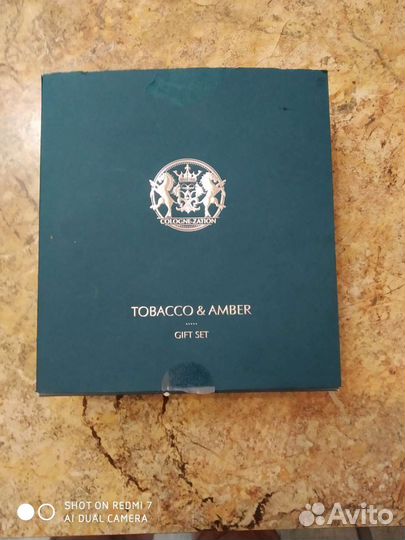 COLOGNE-ZATION
TOBACCO & AMBER
GIFT SET
SHOT ON REDMI 7
AI DUAL CAMERA
Avito